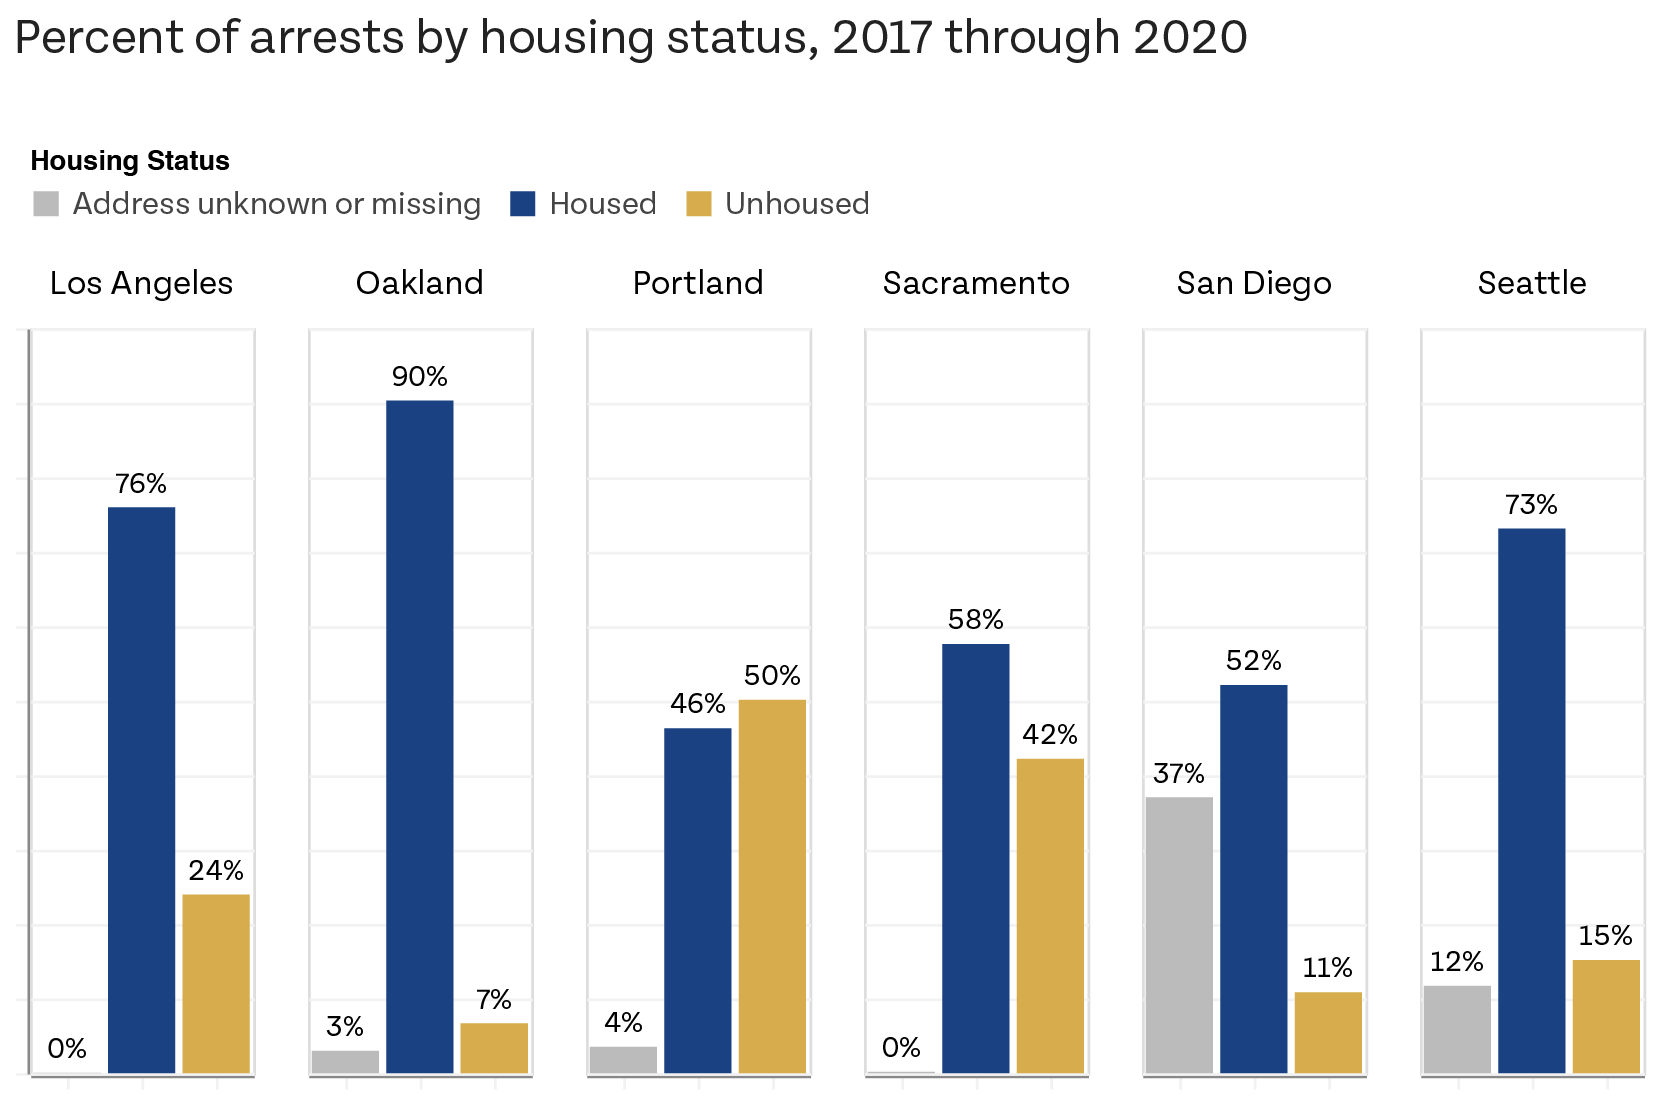 Percent of arrests by housing status, 2017 through 2020
Housing Status
Address unknown or missing Housed Unhoused
Los Angeles Oakland Portland Sacramento San Diego Seattle
0% 76% 24%
3% 90% 7%
4% 46% 50%
0% 58% 42%
37% 52% 11%
12% 73% 15%